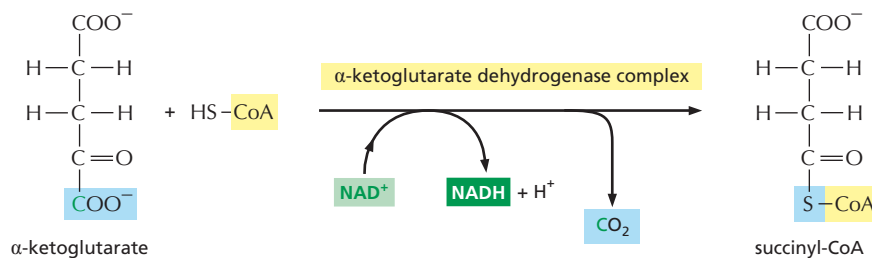 COO⁻
H—C—H
H—C—H
C=O
COO⁻
α-ketoglutarate
+ HS–CoA
α-ketoglutarate dehydrogenase complex
NAD⁺
NADH + H⁺
CO₂
COO⁻
H—C—H
H—C—H
C=O
S–CoA
succinyl-CoA